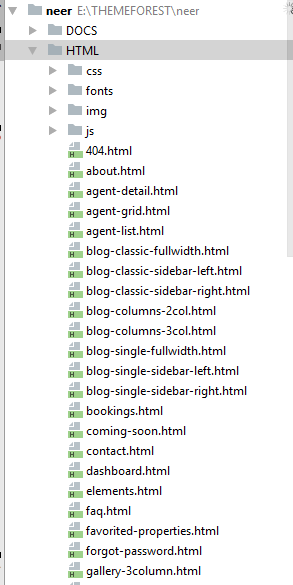 neer E:\THEMEFOREST\neer
DOCS
HTML
css
fonts
img
js
404.html
about.html
agent-detail.html
agent-grid.html
agent-list.html
blog-classic-fullwidth.html
blog-classic-sidebar-left.html
blog-classic-sidebar-right.html
blog-columns-2col.html
blog-columns-3col.html
blog-single-fullwidth.html
blog-single-sidebar-left.html
blog-single-sidebar-right.html
bookings.html
coming-soon.html
contact.html
dashboard.html
elements.html
faq.html
favorited-properties.html
forgot-password.html
gallery-3column.html